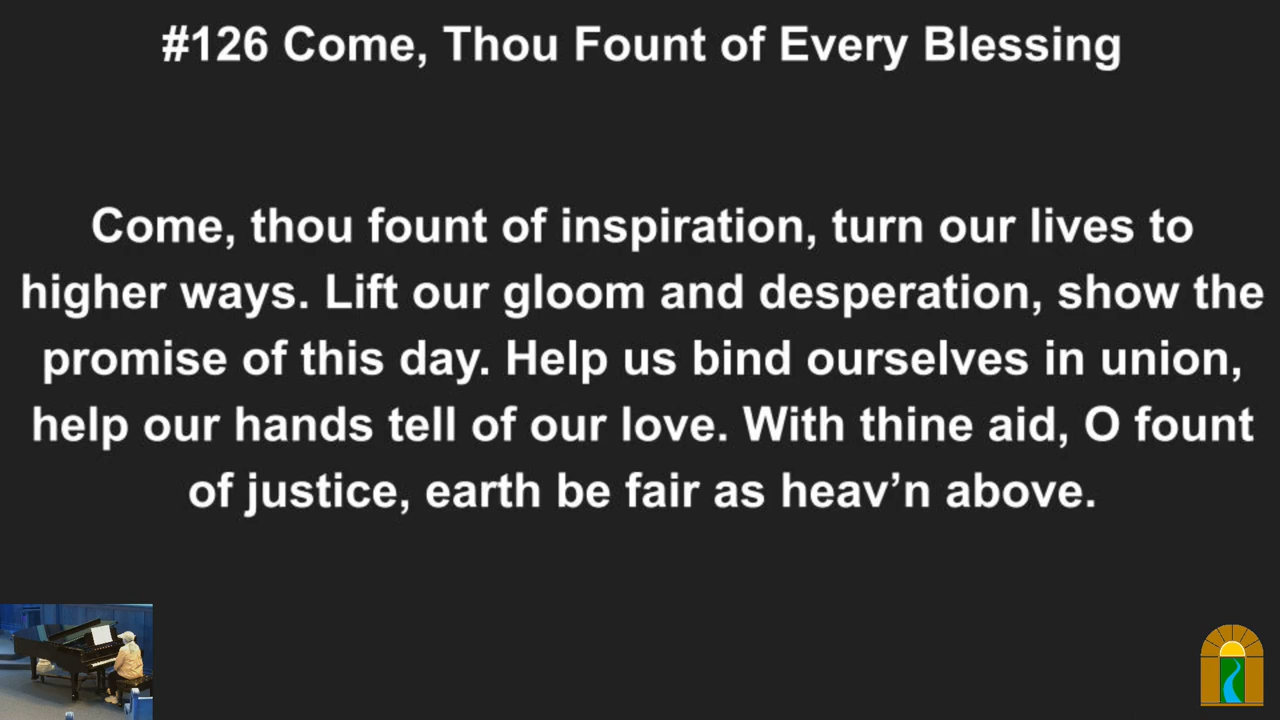 #126 Come, Thou Fount of Every Blessing
Come, thou fount of inspiration, turn our lives to
higher ways. Lift our gloom and desperation, show the
promise of this day. Help us bind ourselves in union,
help our hands tell of our love. With thine aid, O fount
of justice, earth be fair as heav’n above.